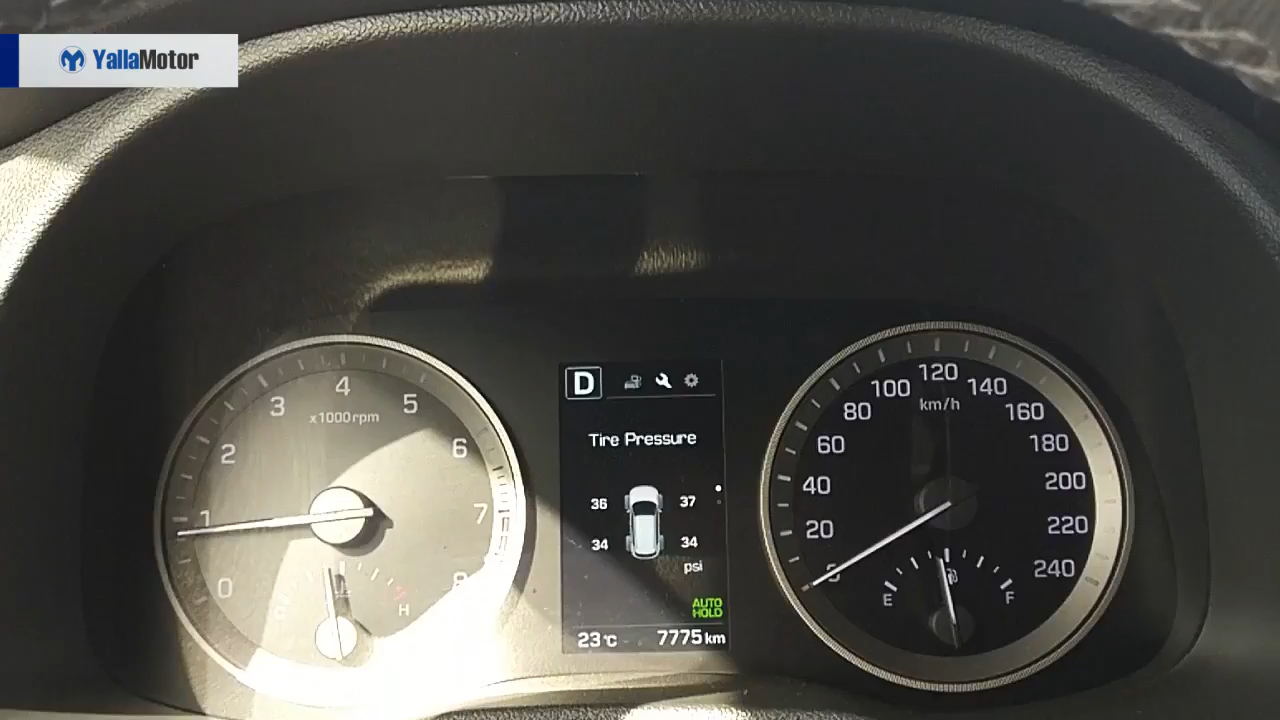 YallaMotor
D
Tire Pressure
36 37
34 34
psi
AUTO
HOLD
23°C 7775 km
0 1 2 3 4 5 6 7 8
x1000rpm
H
0 20 40 60 80 100 120 140 160 180 200 220 240
km/h
E F